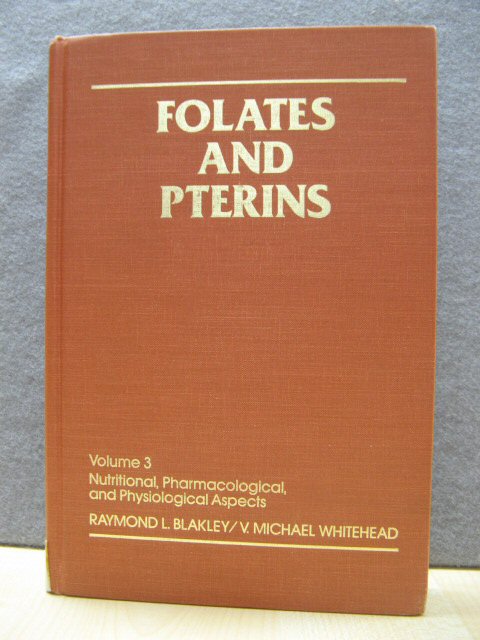 FOLATES
AND
PTERINS
Volume 3
Nutritional, Pharmacological,
and Physiological Aspects
RAYMOND L. BLAKLEY/V. MICHAEL WHITEHEAD